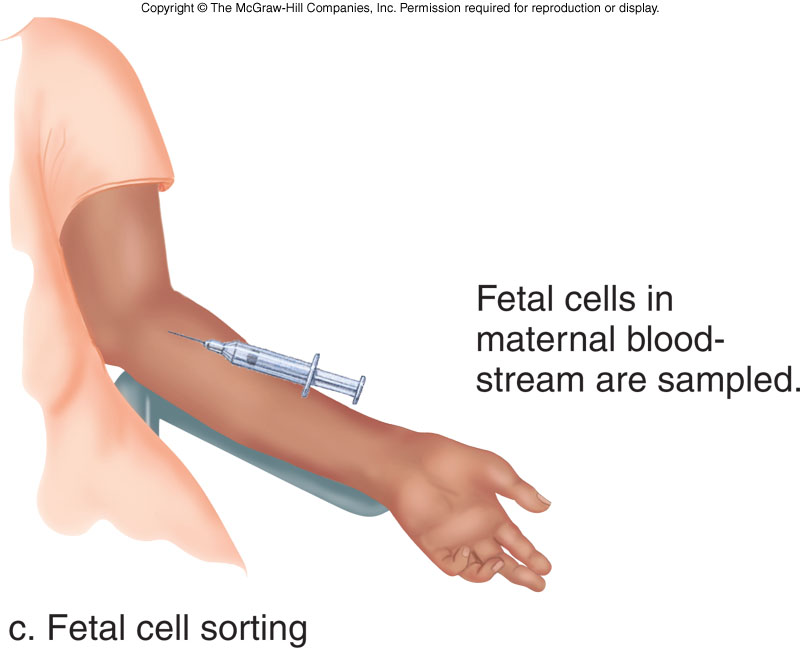 Copyright © The McGraw-Hill Companies, Inc. Permission required for reproduction or display.
Fetal cells in
maternal blood-
stream are sampled.
c. Fetal cell sorting